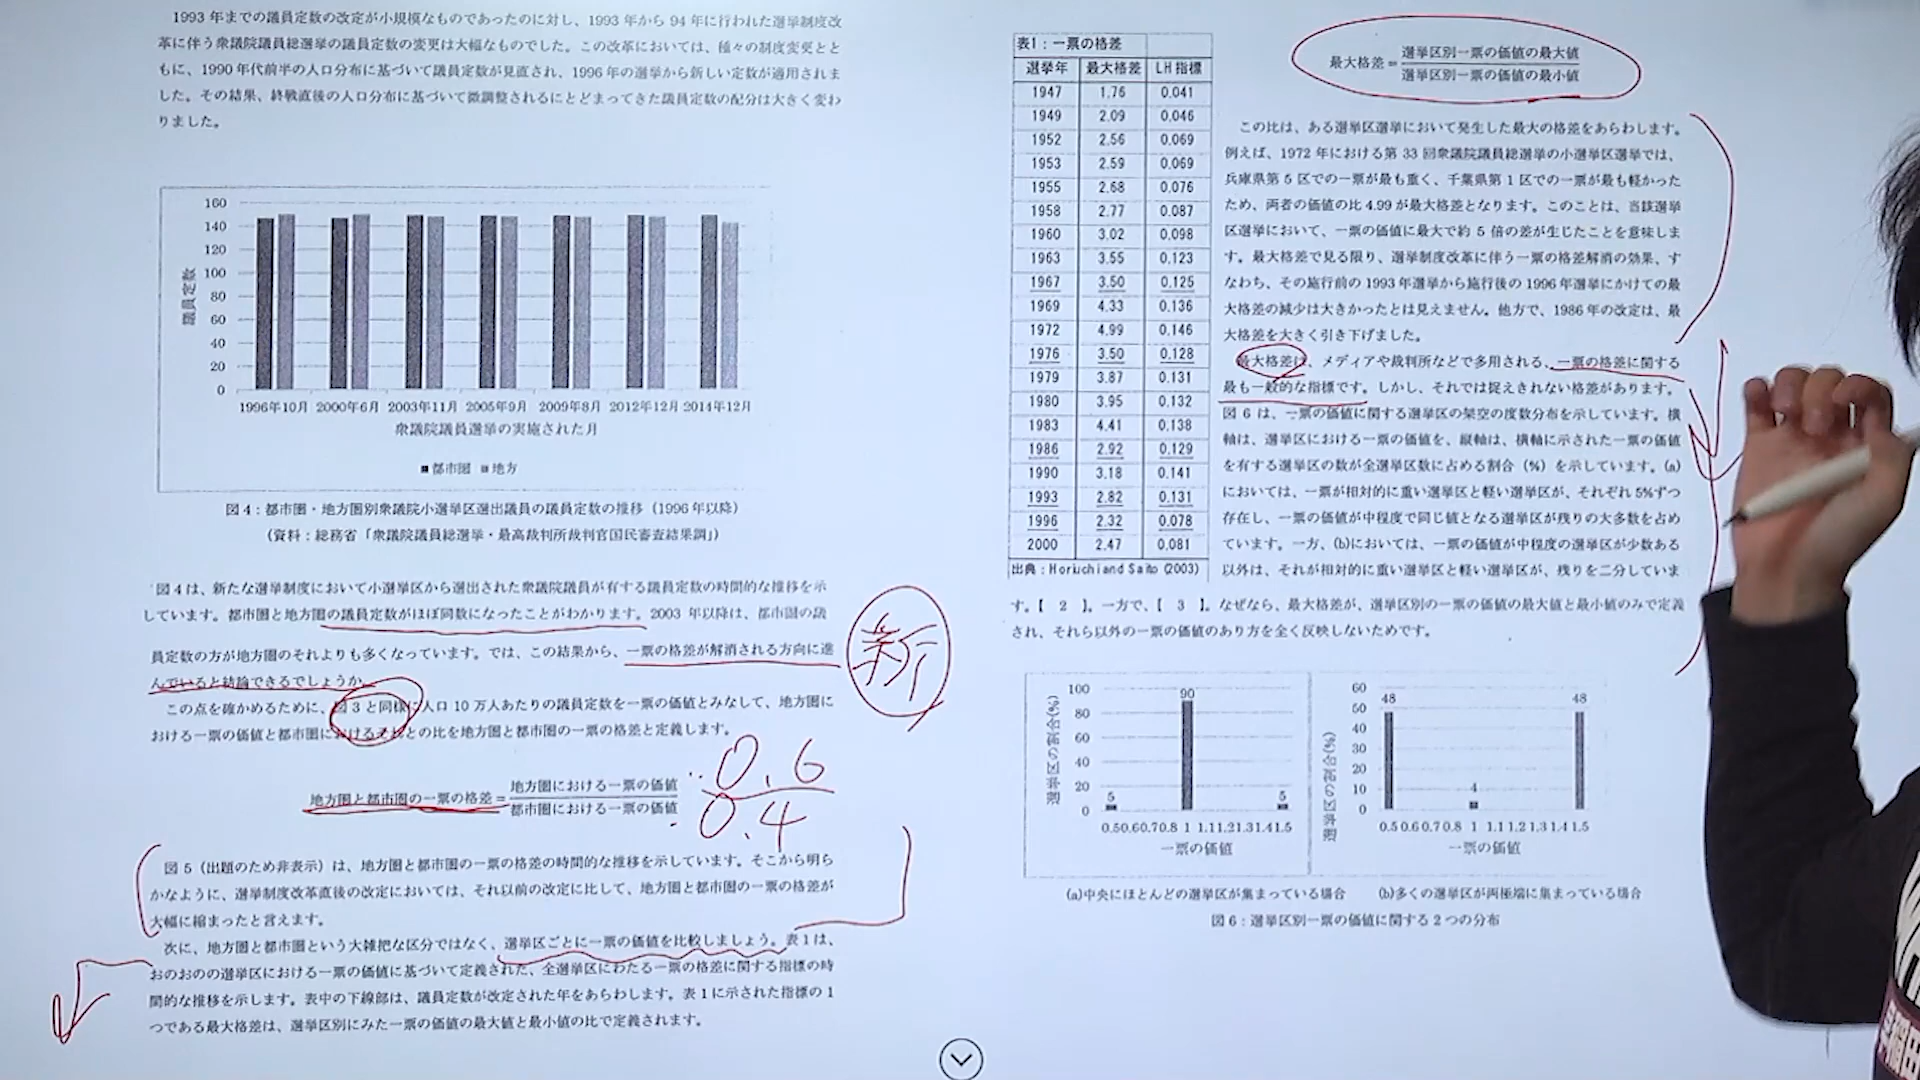 1993年までの議員定数の改定が小規模なものであったのに対し、1993年から94年に行われた選挙制度改
革に伴う衆議院議員総選挙の議員定数の変更は大幅なものでした。この改革においては、種々の制度変更とと
もに、1990年代前半の人口分布に基づいて議員定数が見直され、1996年の選挙から新しい定数が適用されま
した。その結果、終戦直後の人口分布に基づいて微調整されるにとどまってきた議員定数の配分は大きく変わ
りました。
160
140
120
100
80
60
40
20
0
議員定数
1996年10月 2000年6月 2003年11月 2005年9月 2009年8月 2012年12月 2014年12月
衆議院議員選挙の実施された月
■都市圏 ■地方
図4：都市圏・地方圏別衆議院小選挙区選出議員の議員定数の推移（1996年以降）
（資料：総務省「衆議院議員総選挙・最高裁判所裁判官国民審査結果調」）
図4は、新たな選挙制度において小選挙区から選出された衆議院議員が有する議員定数の時間的な推移を示
しています。都市圏と地方圏の議員定数がほぼ同数になったことがわかります。2003年以降は、都市圏の議
員定数の方が地方圏のそれよりも多くなっています。では、この結果から、一票の格差が解消される方向に進
んでいると結論できるでしょうか。
新
この点を確かめるために、図3と同様に人口10万人あたりの議員定数を一票の価値とみなして、地方圏に
おける一票の価値と都市圏におけるそれとの比を地方圏と都市圏の一票の格差と定義します。
地方圏と都市圏の一票の格差＝地方圏における一票の価値
都市圏における一票の価値
0.6
0.4
図5（出題のため非表示）は、地方圏と都市圏の一票の格差の時間的な推移を示しています。そこから明ら
かなように、選挙制度改革直後の改定においては、それ以前の改定に比して、地方圏と都市圏の一票の格差が
大幅に縮まったと言えます。
次に、地方圏と都市圏という大雑把な区分ではなく、選挙区ごとに一票の価値を比較しましょう。表1は、
おのおのの選挙区における一票の価値に基づいて定義された、全選挙区にわたる一票の格差に関する指標の時
間的な推移を示します。表中の下線部は、議員定数が改定された年をあらわします。表1に示された指標の1
つである最大格差は、選挙区別にみた一票の価値の最大値と最小値の比で定義されます。
表1：一票の格差
選挙年 最大格差 LH指標
1947 1.76 0.041
1949 2.09 0.046
1952 2.56 0.069
1953 2.59 0.069
1955 2.68 0.076
1958 2.77 0.087
1960 3.02 0.098
1963 3.55 0.123
1967 3.50 0.125
1969 4.33 0.136
1972 4.99 0.146
1976 3.50 0.128
1979 3.87 0.131
1980 3.95 0.132
1983 4.41 0.138
1986 2.92 0.129
1990 3.18 0.141
1993 2.82 0.131
1996 2.32 0.078
2000 2.47 0.081
出典：Horiuchi and Saito (2003)
最大格差＝選挙区別一票の価値の最大値
選挙区別一票の価値の最小値
この比は、ある選挙区選挙において発生した最大の格差をあらわします。
例えば、1972年における第33回衆議院議員総選挙の小選挙区選挙では、
兵庫県第5区での一票が最も重く、千葉県第1区での一票が最も軽かった
ため、両者の価値の比4.99が最大格差となります。このことは、当該選挙
区選挙において、一票の価値に最大で約5倍の差が生じたことを意味しま
す。最大格差で見る限り、選挙制度改革に伴う一票の格差解消の効果、す
なわち、その施行前の1993年選挙から施行後の1996年選挙にかけての最
大格差の減少は大きかったとは見えません。他方で、1986年の改定は、最
大格差を大きく引き下げました。
最大格差は、メディアや裁判所などで多用される、一票の格差に関する
最も一般的な指標です。しかし、それでは捉えきれない格差があります。
図6は、一票の価値に関する選挙区の架空の度数分布を示しています。横
軸は、選挙区における一票の価値を、縦軸は、横軸に示された一票の価値
を有する選挙区の数が全選挙区数に占める割合（%）を示しています。(a)
においては、一票が相対的に重い選挙区と軽い選挙区が、それぞれ5%ずつ
存在し、一票の価値が中程度で同じ値となる選挙区が残りの大多数を占め
ています。一方、(b)においては、一票の価値が中程度の選挙区が少数ある
以外は、それが相対的に重い選挙区と軽い選挙区が、残りを二分していま
す。【 2 】。一方で、【 3 】。なぜなら、最大格差が、選挙区別の一票の価値の最大値と最小値のみで定義
され、それら以外の一票の価値のあり方を全く反映しないためです。
選挙区の割合(%)
100
80
60
40
20
0
5
90
5
0.5 0.6 0.7 0.8 1 1.1 1.2 1.3 1.4 1.5
一票の価値
選挙区の割合(%)
60
50
40
30
20
10
0
48
4
48
0.5 0.6 0.7 0.8 1 1.1 1.2 1.3 1.4 1.5
一票の価値
(a)中央にほとんどの選挙区が集まっている場合
(b)多くの選挙区が両極端に集まっている場合
図6：選挙区別一票の価値に関する2つの分布